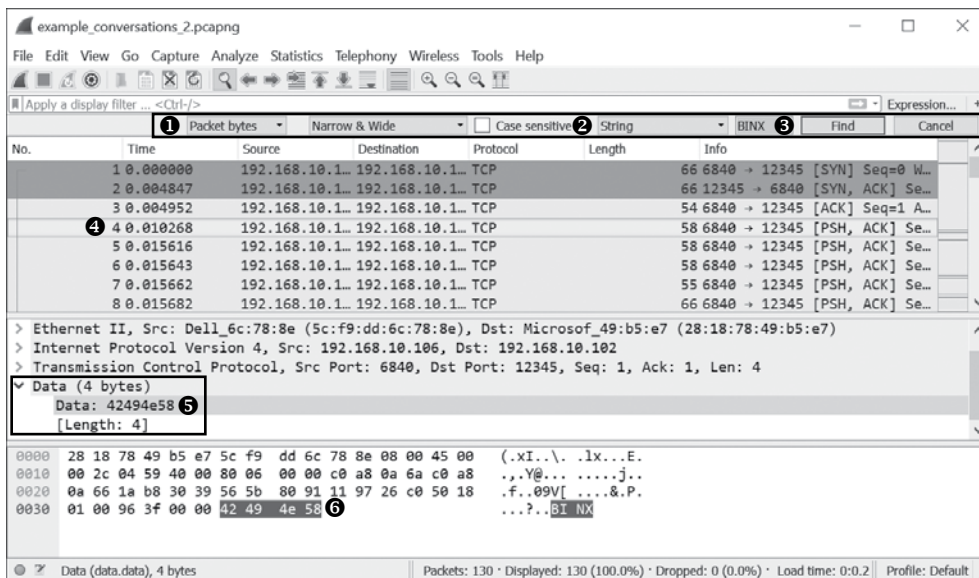 example_conversations_2.pcapng
File Edit View Go Capture Analyze Statistics Telephony Wireless Tools Help
Apply a display filter ... <Ctrl-/> Expression... +
❶ Packet bytes Narrow & Wide Case sensitive ❷ String BINX ❸ Find Cancel
No. Time Source Destination Protocol Length Info
1 0.000000 192.168.10.1… 192.168.10.1… TCP 66 6840 → 12345 [SYN] Seq=0 W…
2 0.004847 192.168.10.1… 192.168.10.1… TCP 66 12345 → 6840 [SYN, ACK] Se…
3 0.004952 192.168.10.1… 192.168.10.1… TCP 54 6840 → 12345 [ACK] Seq=1 A…
❹ 4 0.010268 192.168.10.1… 192.168.10.1… TCP 58 6840 → 12345 [PSH, ACK] Se…
5 0.015616 192.168.10.1… 192.168.10.1… TCP 58 6840 → 12345 [PSH, ACK] Se…
6 0.015643 192.168.10.1… 192.168.10.1… TCP 58 6840 → 12345 [PSH, ACK] Se…
7 0.015662 192.168.10.1… 192.168.10.1… TCP 55 6840 → 12345 [PSH, ACK] Se…
8 0.015682 192.168.10.1… 192.168.10.1… TCP 66 6840 → 12345 [PSH, ACK] Se…
> Ethernet II, Src: Dell_6c:78:8e (5c:f9:dd:6c:78:8e), Dst: Microsof_49:b5:e7 (28:18:78:49:b5:e7)
> Internet Protocol Version 4, Src: 192.168.10.106, Dst: 192.168.10.102
> Transmission Control Protocol, Src Port: 6840, Dst Port: 12345, Seq: 1, Ack: 1, Len: 4
Data (4 bytes)
Data: 42494e58 ❺
[Length: 4]
0000 28 18 78 49 b5 e7 5c f9 dd 6c 78 8e 08 00 45 00 (.xI..\. .lx...E.
0010 00 2c 04 59 40 00 80 06 00 00 c0 a8 0a 6a c0 a8 .,.Y@... .....j..
0020 0a 66 1a b8 30 39 56 5b 80 91 11 97 26 c0 50 18 .f..09V[ ....&.P.
0030 01 00 96 3f 00 00 42 49 4e 58 ❻ ...?..BI NX
Data (data.data), 4 bytes Packets: 130 · Displayed: 130 (100.0%) · Dropped: 0 (0.0%) · Load time: 0:0.2 Profile: Default